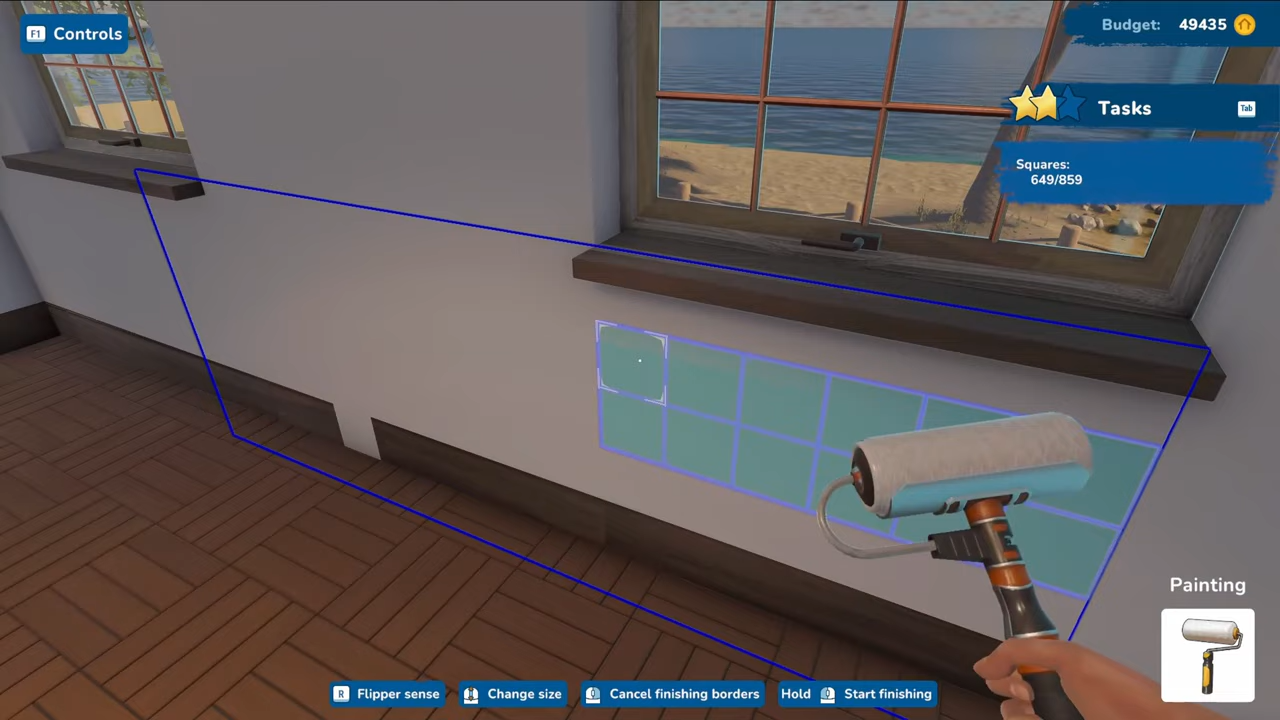 F1 Controls
Budget: 49435
Tasks
Tab
Squares:
649/859
Painting
R Flipper sense
Change size
Cancel finishing borders
Hold Start finishing